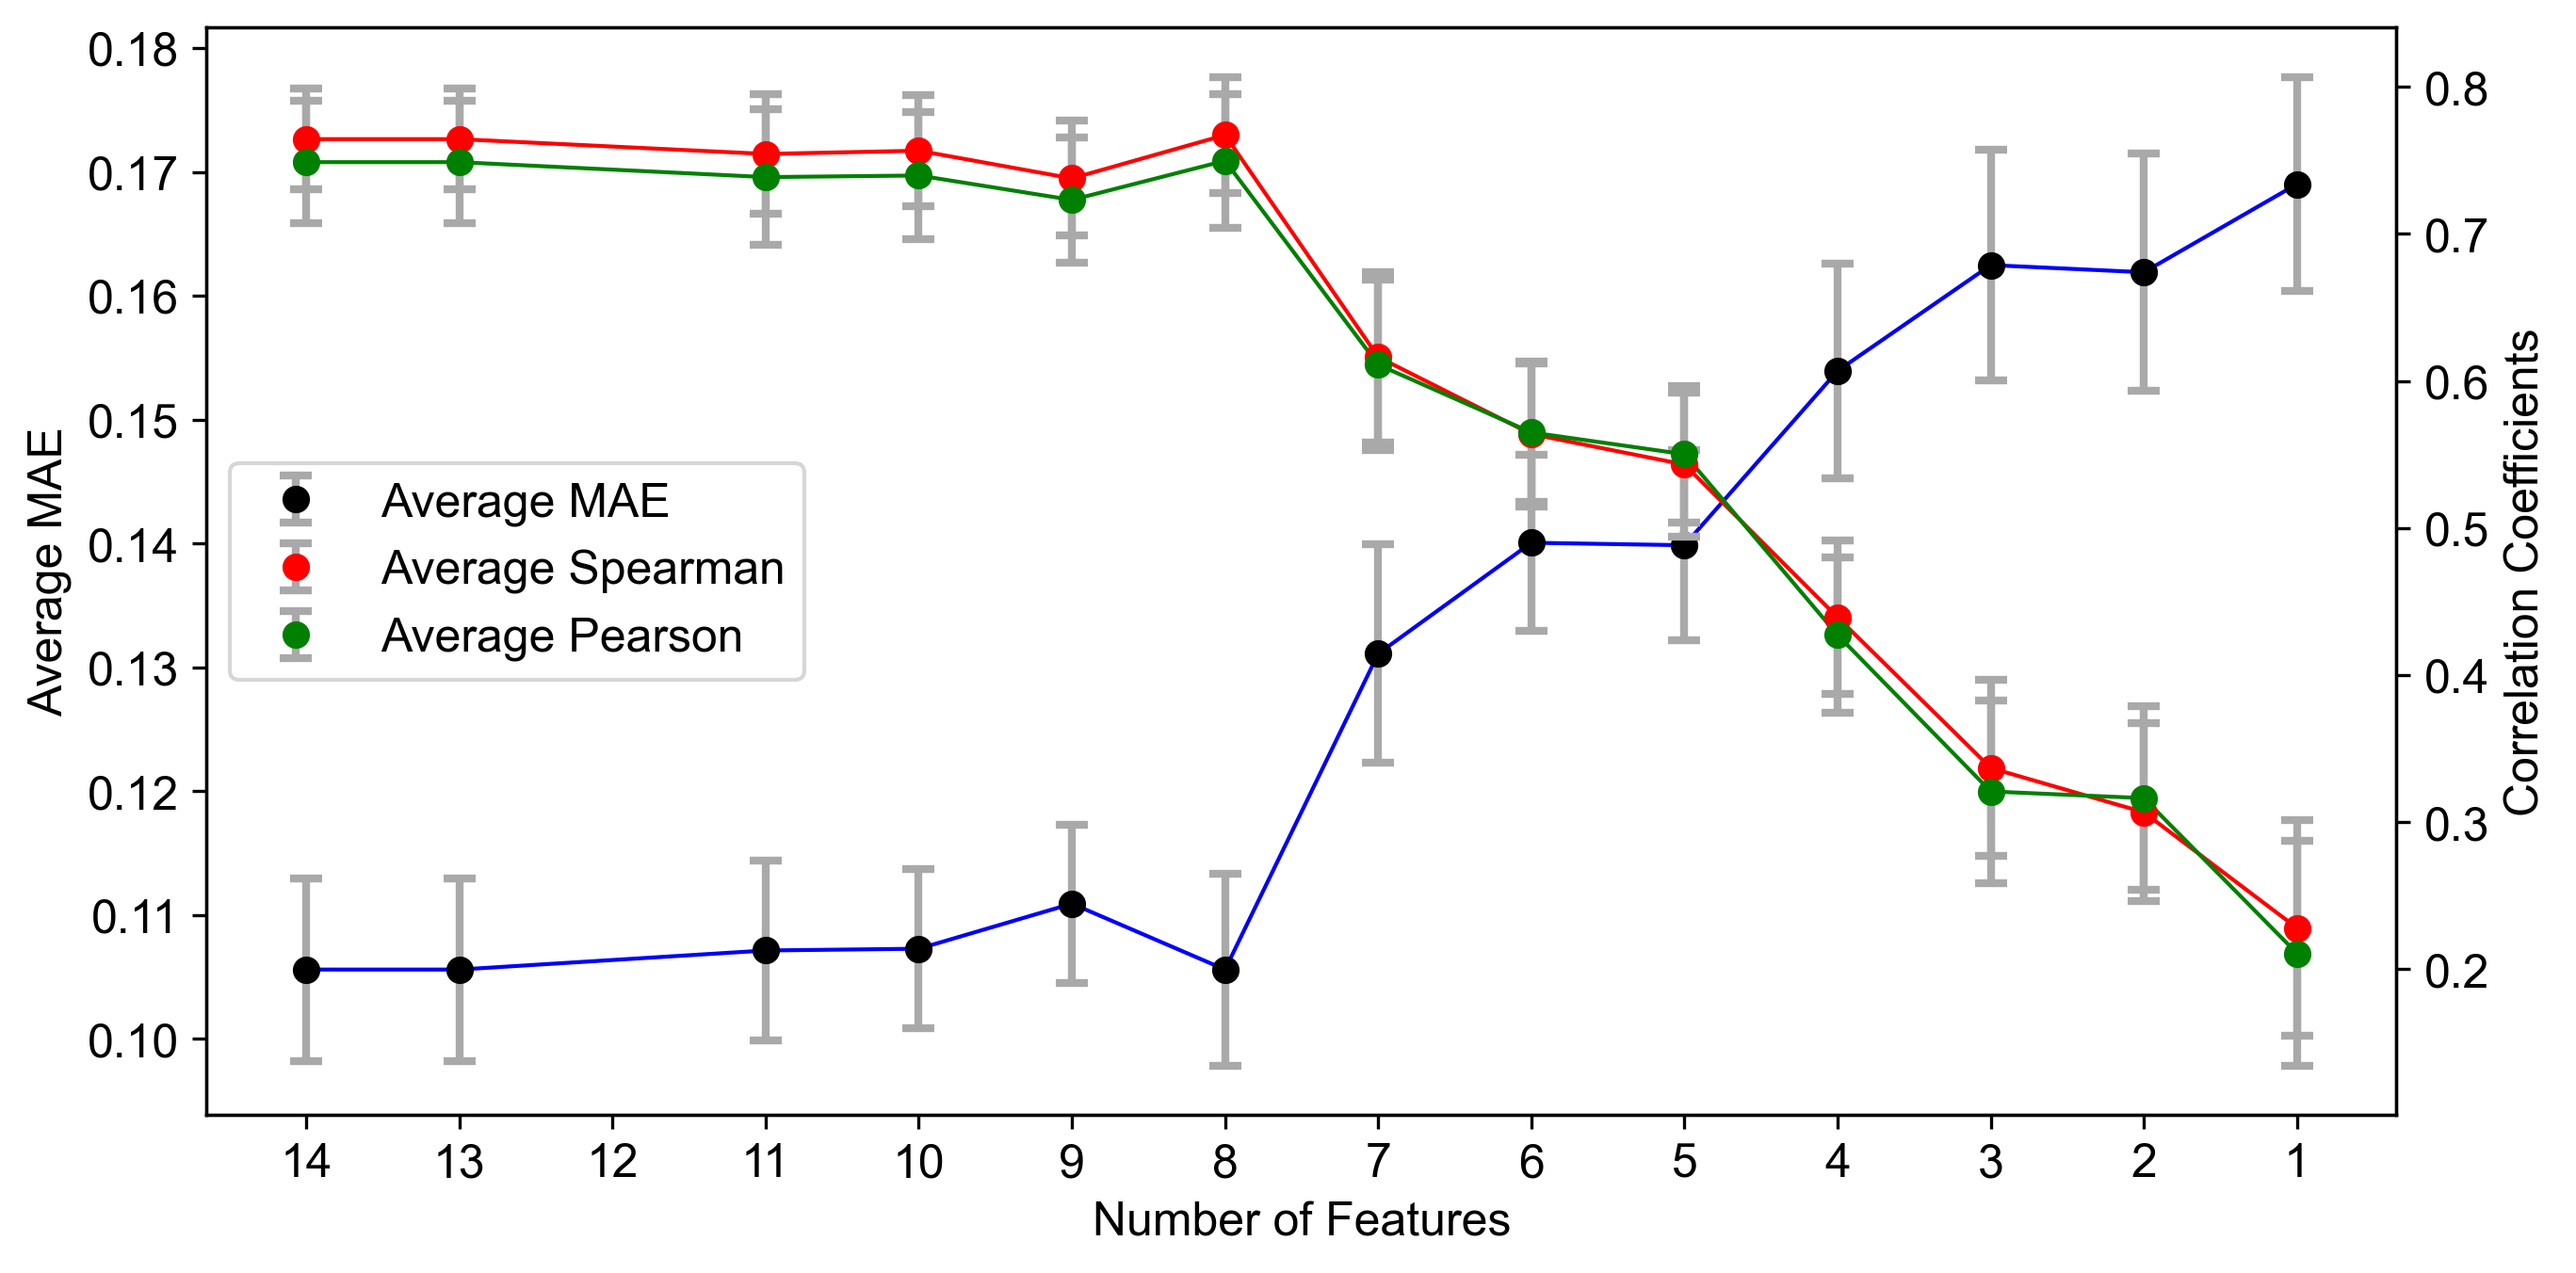 0.18
0.17
0.16
0.15
0.14
0.13
0.12
0.11
0.10
Average MAE
Average MAE
Average Spearman
Average Pearson
0.8
0.7
0.6
0.5
0.4
0.3
0.2
Correlation Coefficients
14 13 12 11 10 9 8 7 6 5 4 3 2 1
Number of Features